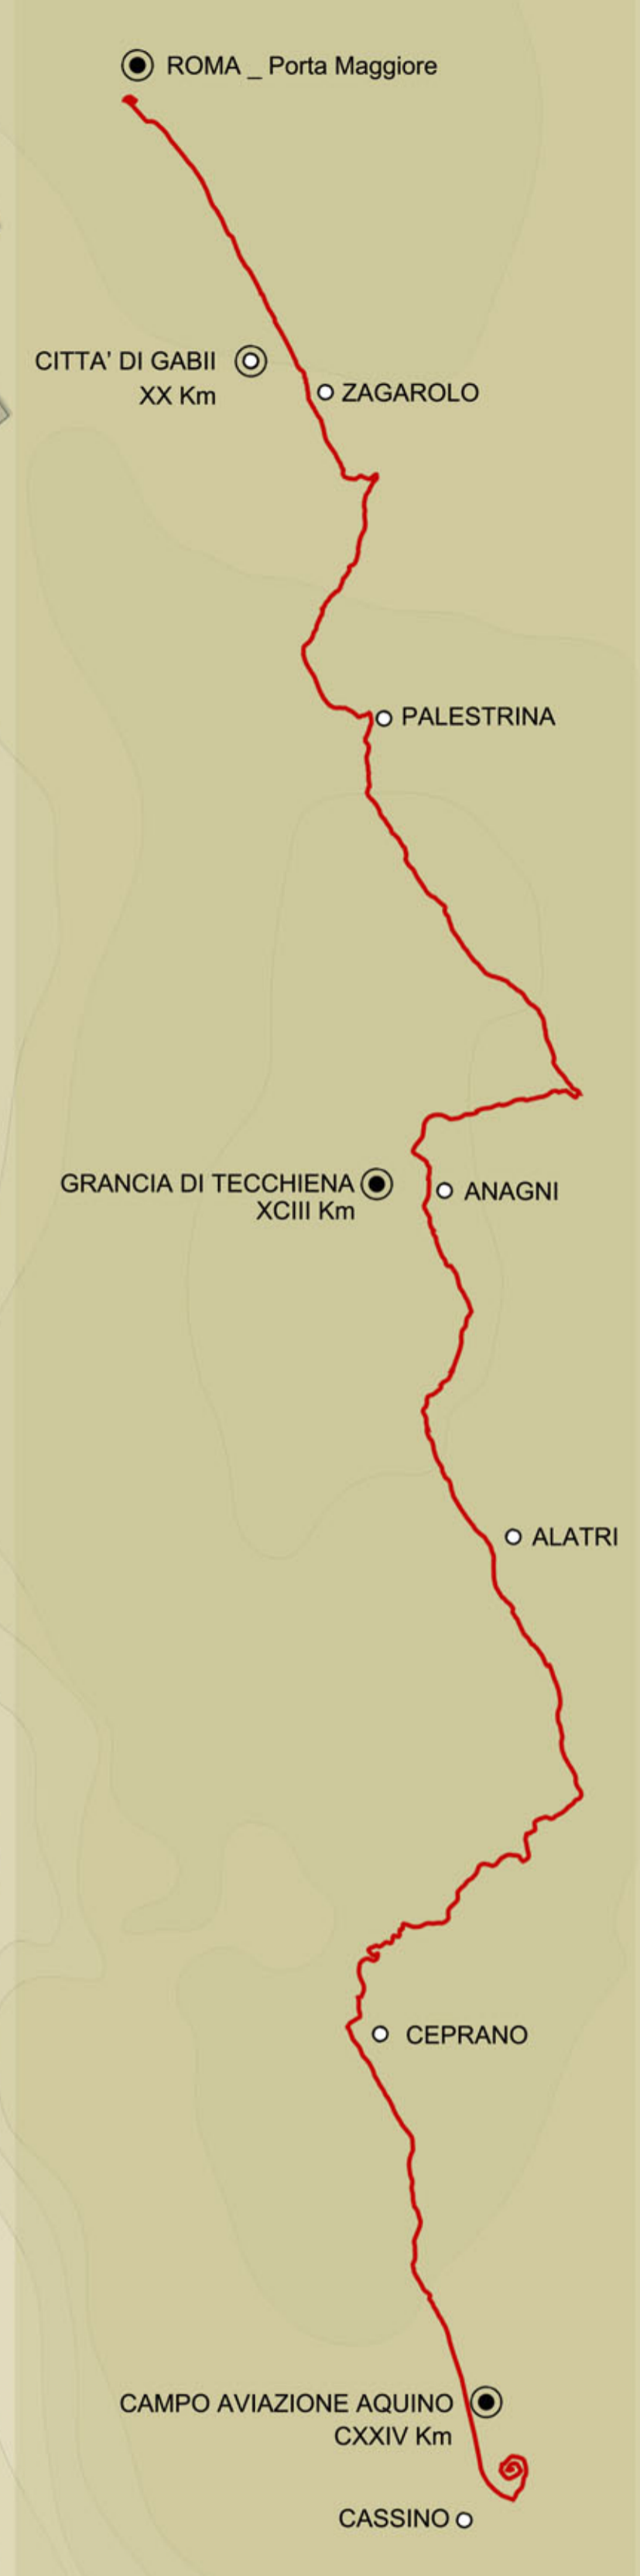 ROMA _ Porta Maggiore
CITTA' DI GABII
XX Km
ZAGAROLO
PALESTRINA
GRANCIA DI TECCHIENA
XCIII Km
ANAGNI
ALATRI
CEPRANO
CAMPO AVIAZIONE AQUINO
CXXIV Km
CASSINO